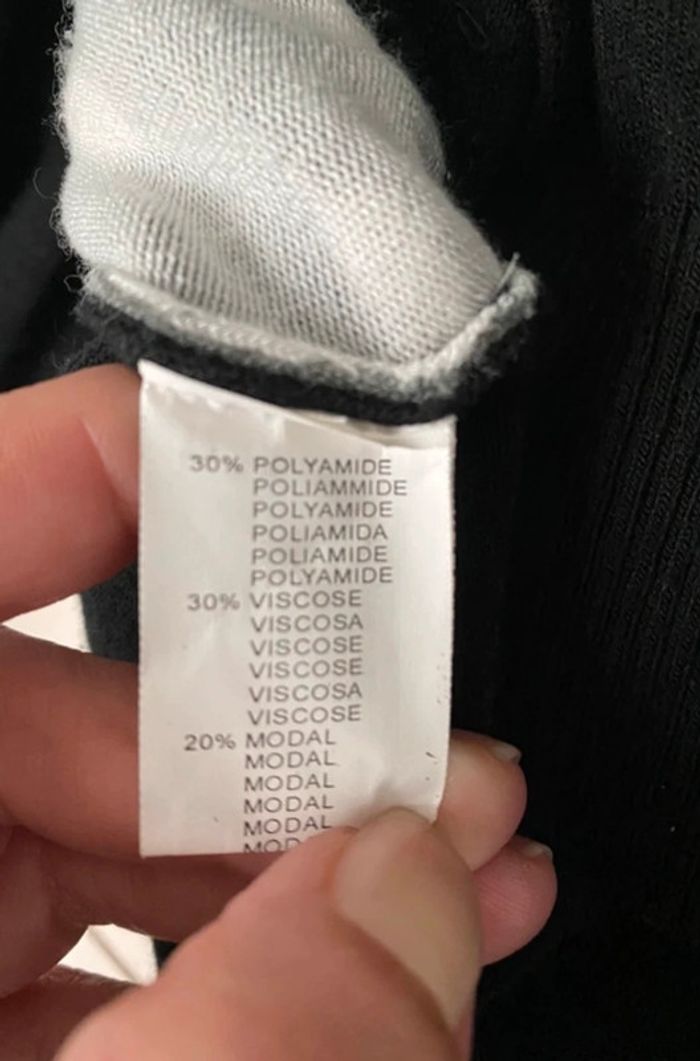 30% POLYAMIDE
POLIAMMIDE
POLYAMIDE
POLIAMIDA
POLIAMIDE
POLYAMIDE
30% VISCOSE
VISCOSA
VISCOSE
VISCOSE
VISCOSA
VISCOSE
20% MODAL
MODAL
MODAL
MODAL
MODAL